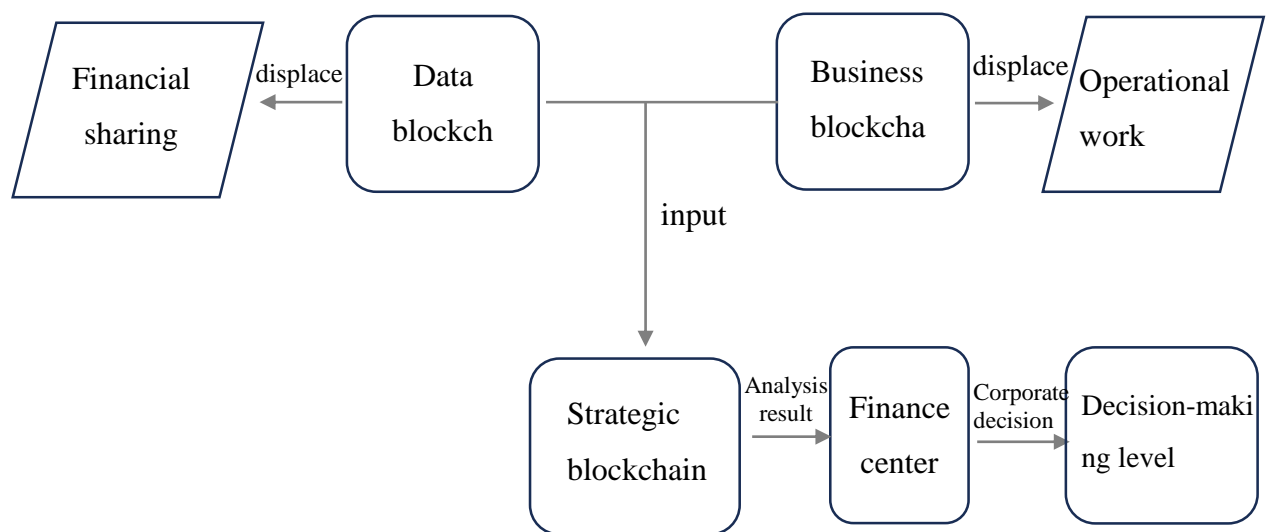 Financial
sharing
displace
Data
blockch
Business
blockcha
displace
Operational
work
input
Strategic
blockchain
Analysis
result
Finance
center
Corporate
decision
Decision-maki
ng level